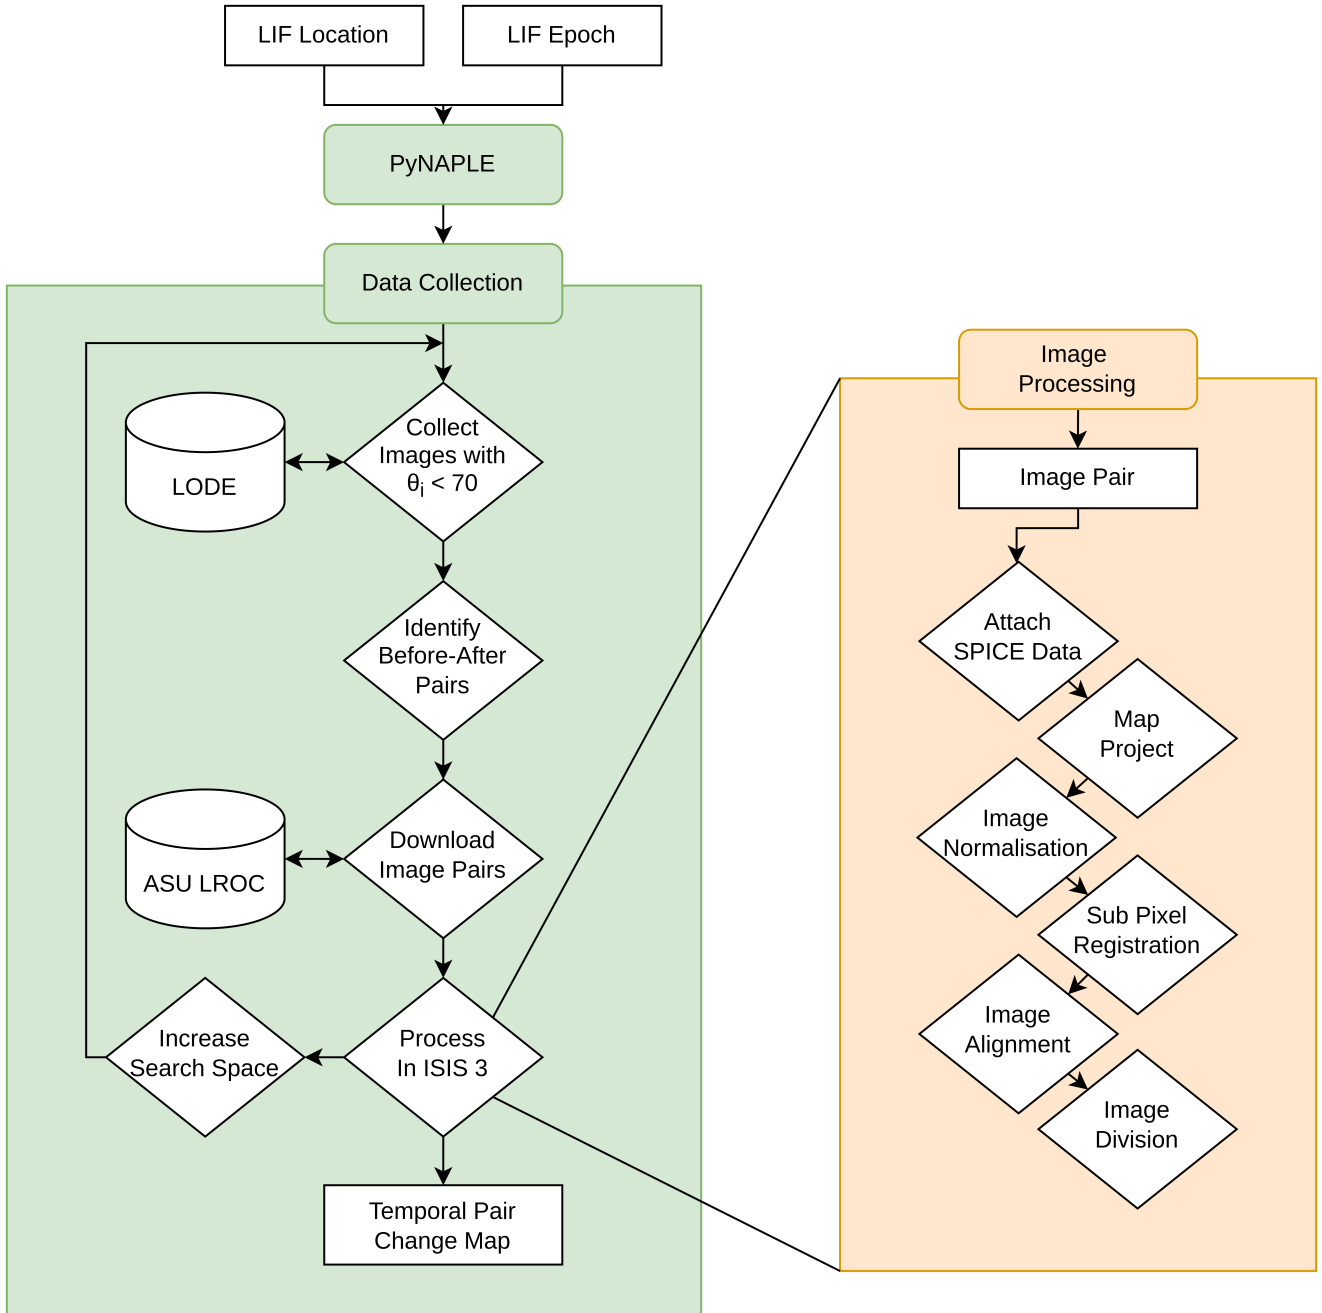 LIF Location
LIF Epoch
PyNAPLE
Data Collection
Collect
Images with
θi < 70
LODE
Identify
Before-After
Pairs
Download
Image Pairs
ASU LROC
Process
In ISIS 3
Increase
Search Space
Temporal Pair
Change Map
Image
Processing
Image Pair
Attach
SPICE Data
Map
Project
Image
Normalisation
Sub Pixel
Registration
Image
Alignment
Image
Division